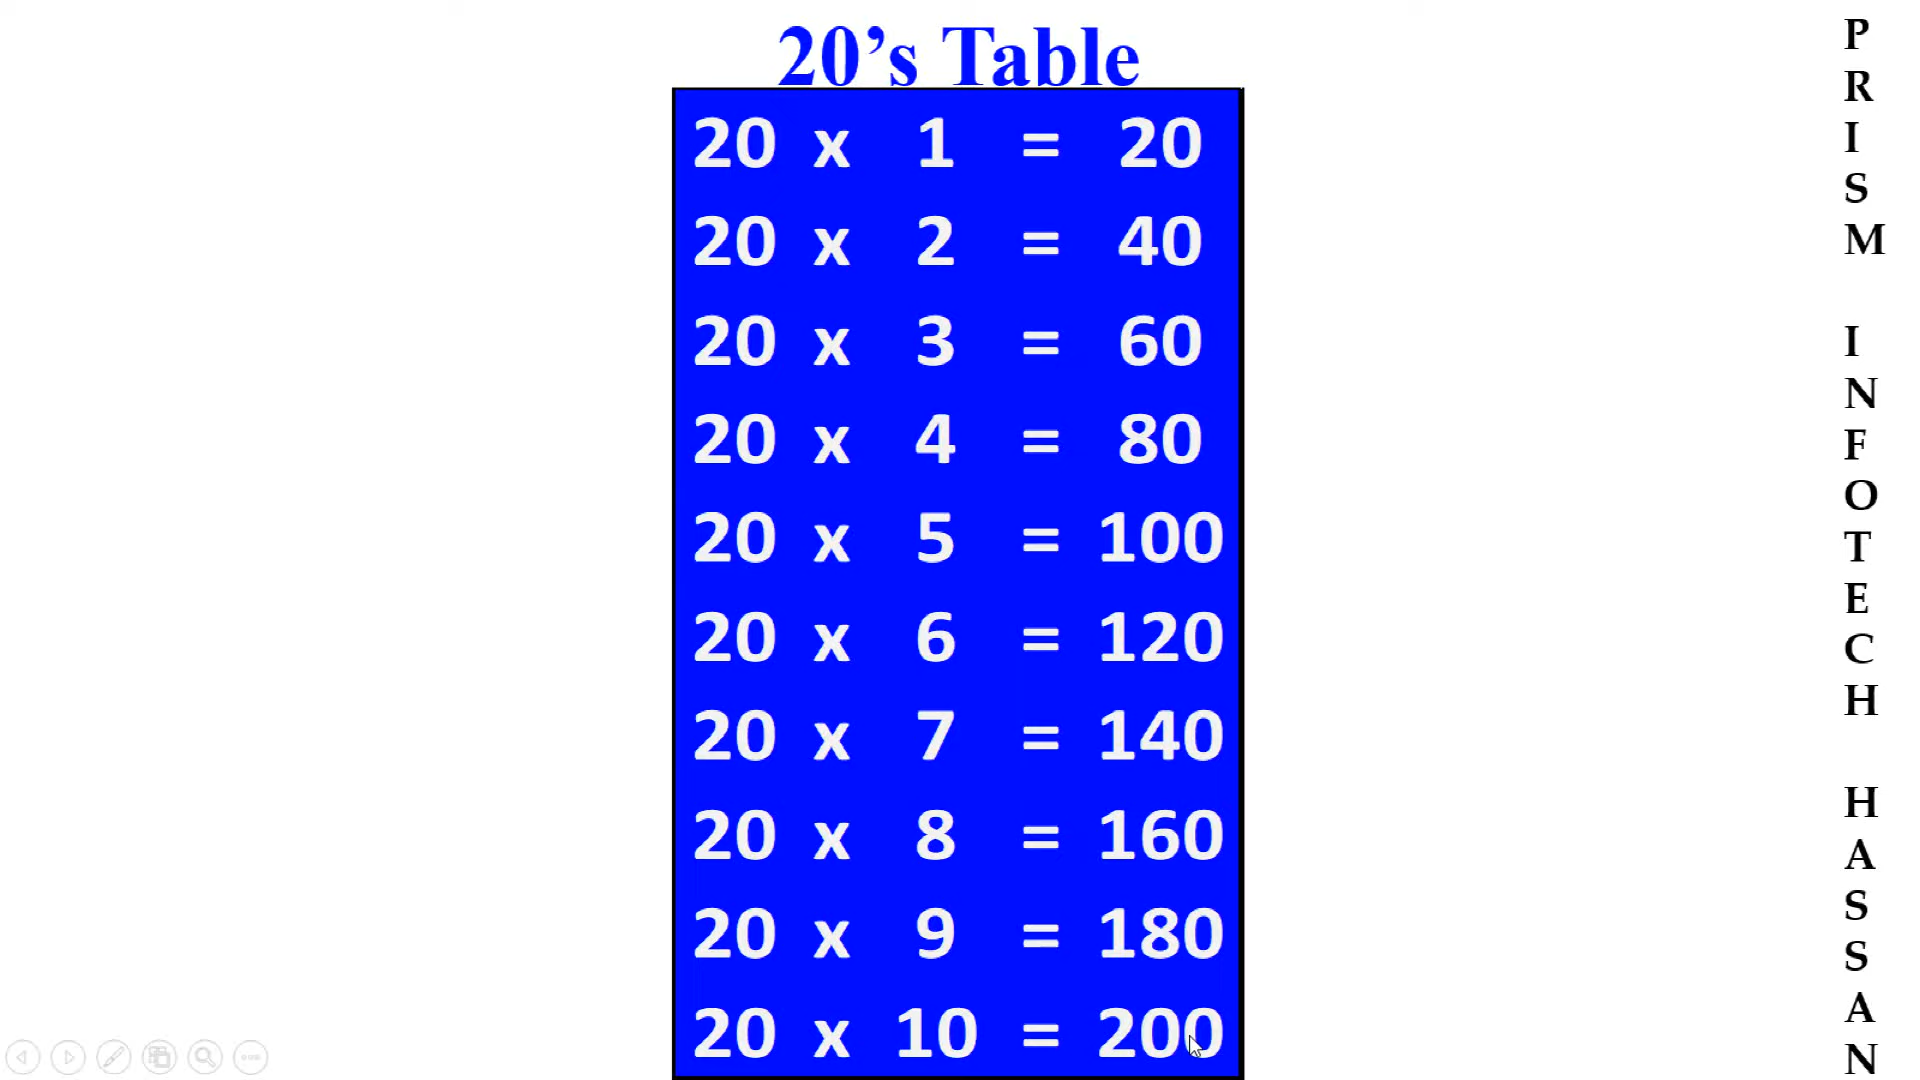 20's Table
20 x 1 = 20
20 x 2 = 40
20 x 3 = 60
20 x 4 = 80
20 x 5 = 100
20 x 6 = 120
20 x 7 = 140
20 x 8 = 160
20 x 9 = 180
20 x 10 = 200
PRISM INFOTECH HASSAN